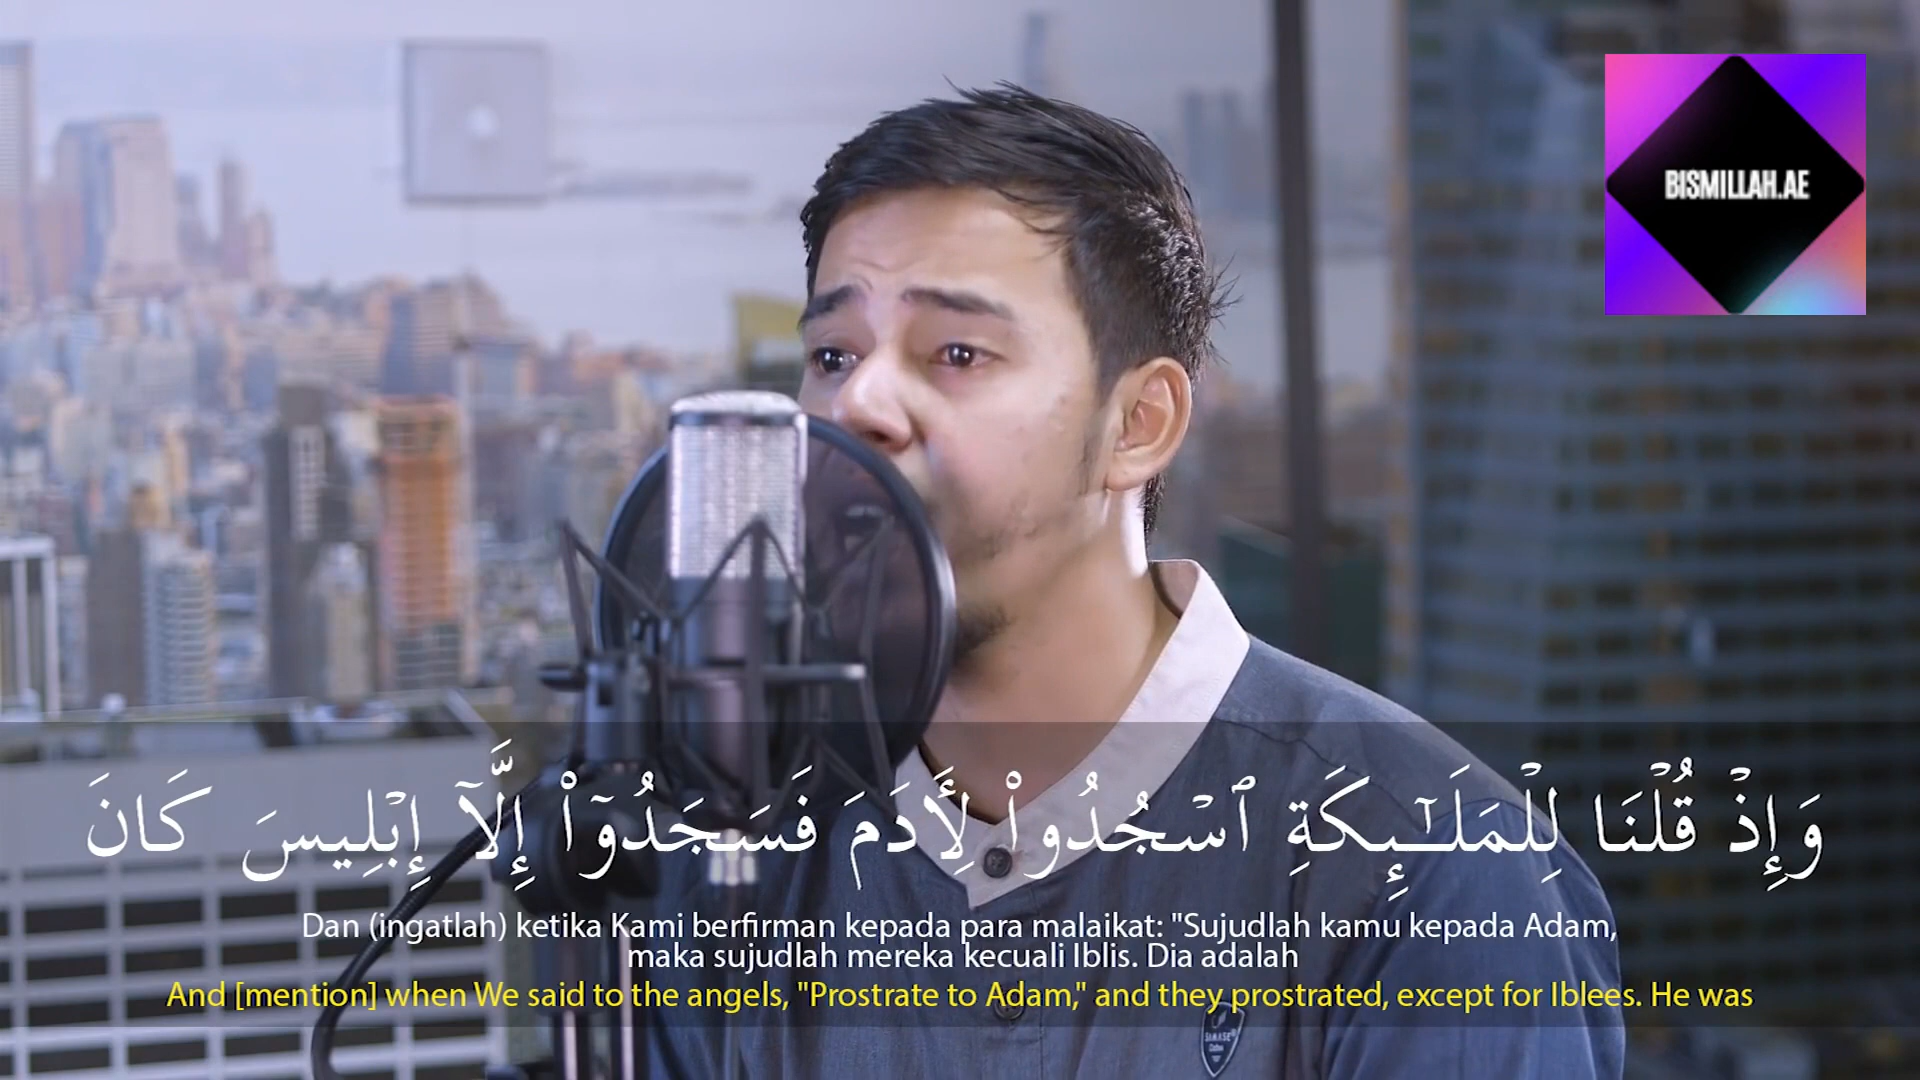 BISMILLAH.AE
وَإِذْ قُلْنَا لِلْمَلَـٰٓئِكَةِ ٱسْجُدُوا۟ لِـَٔادَمَ فَسَجَدُوٓا۟ إِلَّآ إِبْلِيسَ كَانَ
Dan (ingatlah) ketika Kami berfirman kepada para malaikat: "Sujudlah kamu kepada Adam,
maka sujudlah mereka kecuali Iblis. Dia adalah
And [mention] when We said to the angels, "Prostrate to Adam," and they prostrated, except for Iblees. He was
SAMASE